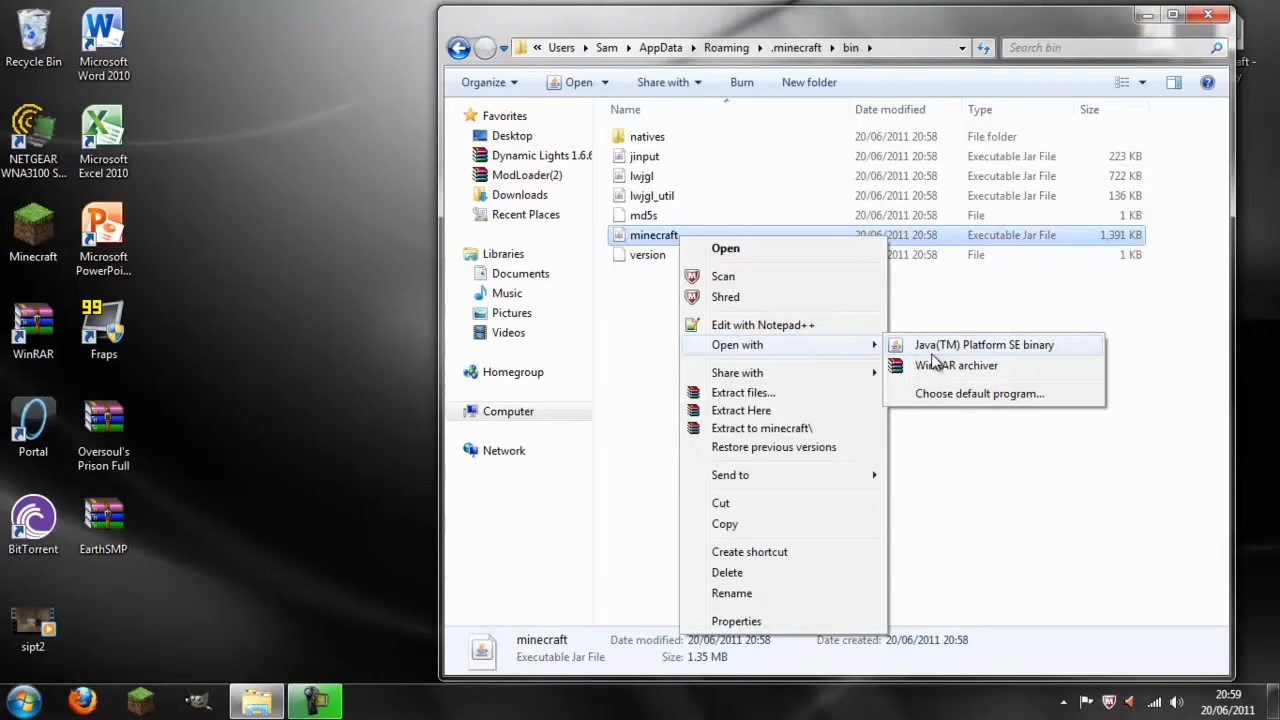 Recycle Bin
Microsoft Word 2010
NETGEAR WNA3100 S...
Microsoft Excel 2010
Minecraft
Microsoft PowerPoi...
WinRAR
99
Fraps
Portal
Oversoul's Prison Full
BitTorrent
EarthSMP
sipt2
« Users Sam AppData Roaming .minecraft bin
Search bin
Organize Open Share with Burn New folder
Name Date modified Type Size
Favorites
Desktop
Dynamic Lights 1.6.6
ModLoader(2)
Downloads
Recent Places
Libraries
Documents
Music
Pictures
Videos
Homegroup
Computer
Network
natives 20/06/2011 20:58 File folder
jinput 20/06/2011 20:58 Executable Jar File 223 KB
lwjgl 20/06/2011 20:58 Executable Jar File 722 KB
lwjgl_util 20/06/2011 20:58 Executable Jar File 136 KB
md5s 20/06/2011 20:58 File 1 KB
minecraft 20/06/2011 20:58 Executable Jar File 1,391 KB
version /2011 20:58 File 1 KB
Open
Scan
Shred
Edit with Notepad++
Open with
Share with
Extract files...
Extract Here
Extract to minecraft\
Restore previous versions
Send to
Cut
Copy
Create shortcut
Delete
Rename
Properties
Java(TM) Platform SE binary
WinRAR archiver
Choose default program...
minecraft Date modified: 20/06/2011 20:58 Date created: 20/06/2011 20:58
Executable Jar File Size: 1.35 MB
20:59
20/06/2011